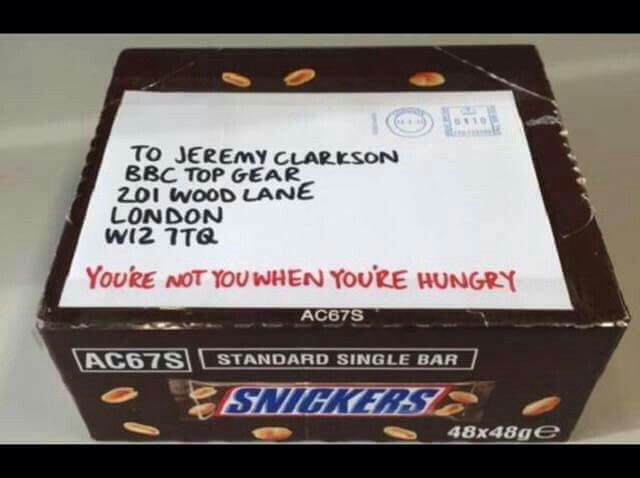 TO JEREMY CLARKSON
BBC TOP GEAR
201 WOOD LANE
LONDON
W12 7TQ
YOU'RE NOT YOU WHEN YOU'RE HUNGRY
AC67S
AC67S STANDARD SINGLE BAR
SNICKERS
48x48g e